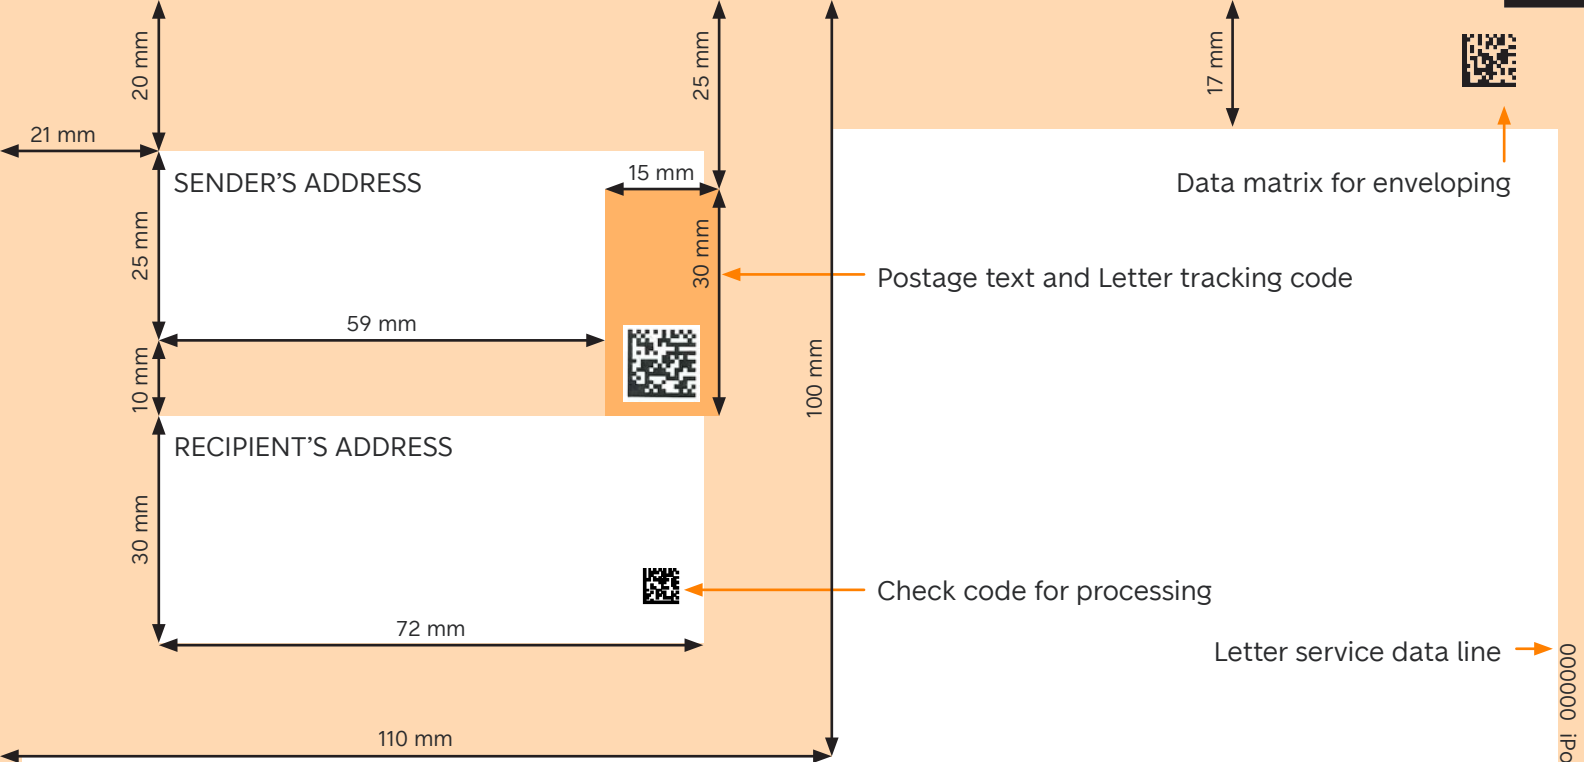 20 mm
25 mm
17 mm
21 mm
SENDER’S ADDRESS
15 mm
Data matrix for enveloping
25 mm
30 mm
Postage text and Letter tracking code
59 mm
10 mm
100 mm
RECIPIENT’S ADDRESS
30 mm
Check code for processing
72 mm
Letter service data line
000000 iPo
110 mm